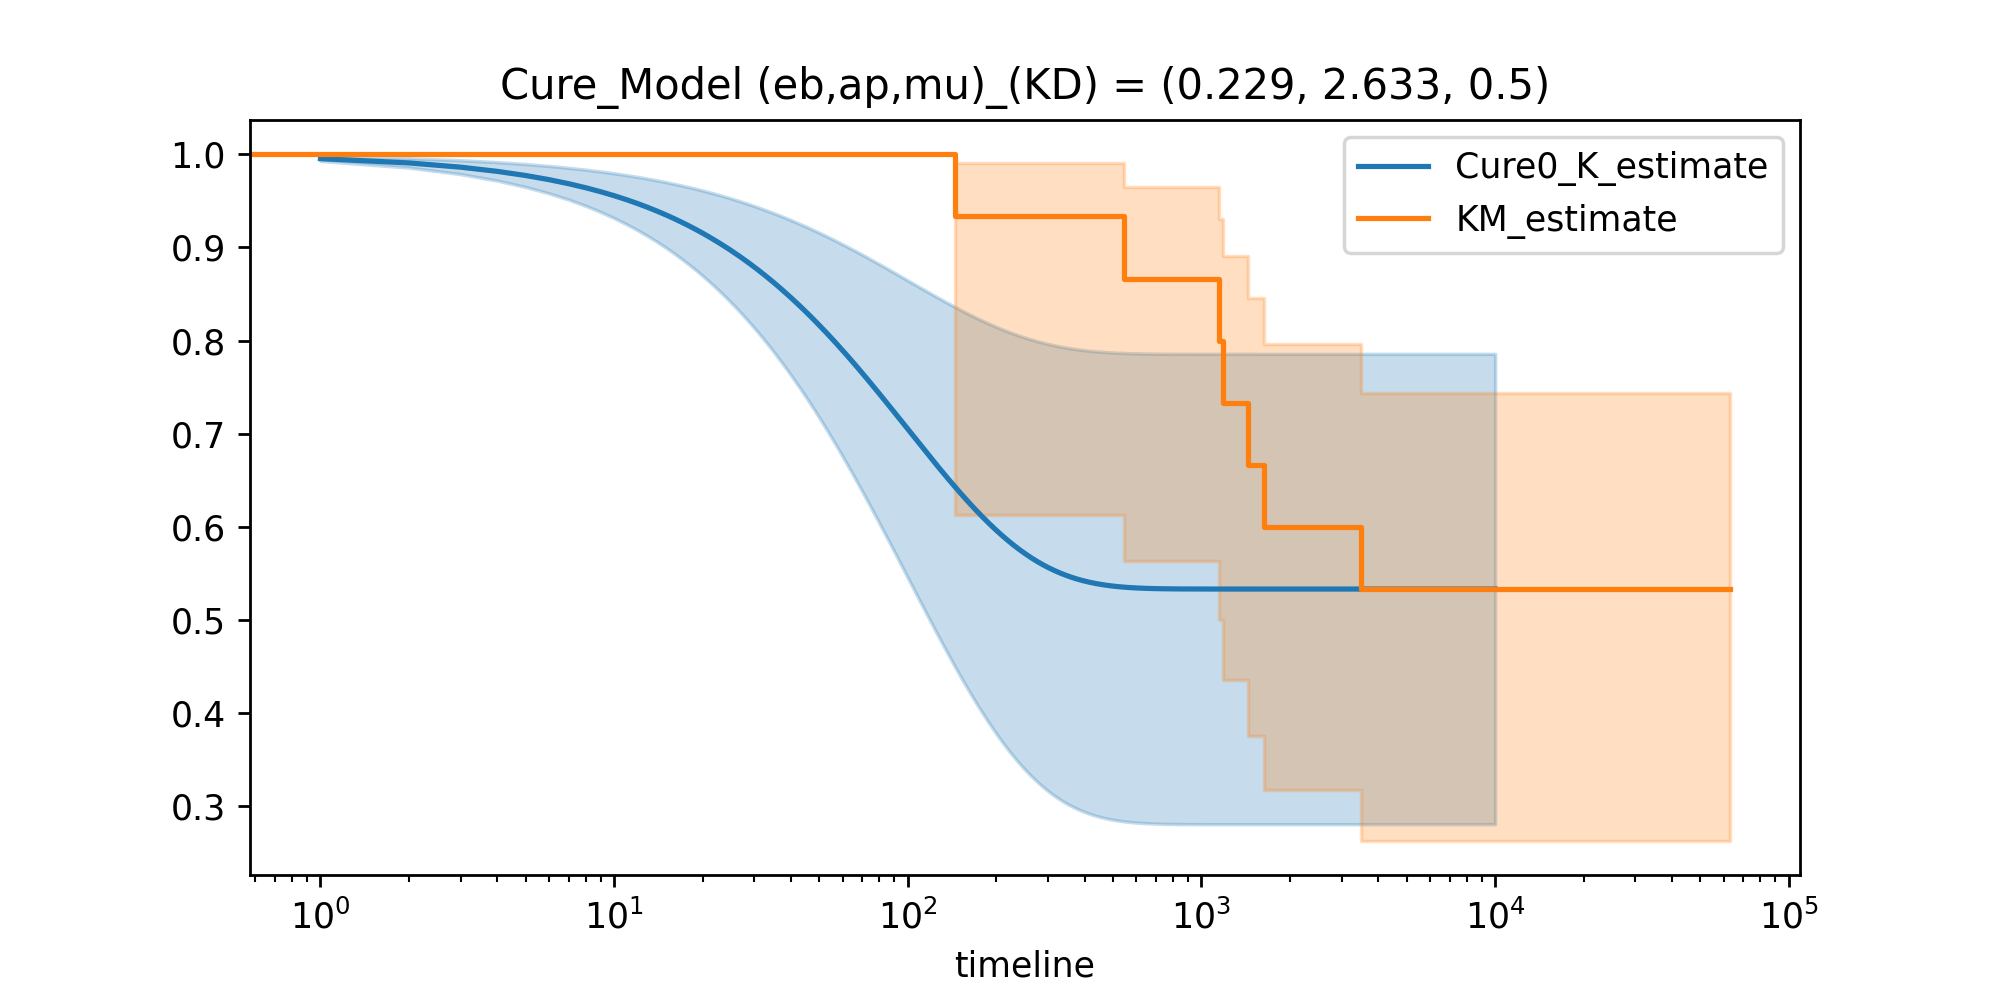 Cure_Model (eb,ap,mu)_(KD) = (0.229, 2.633, 0.5)
Cure0_K_estimate
KM_estimate
1.0
0.9
0.8
0.7
0.6
0.5
0.4
0.3
10⁰ 10¹ 10² 10³ 10⁴ 10⁵
timeline